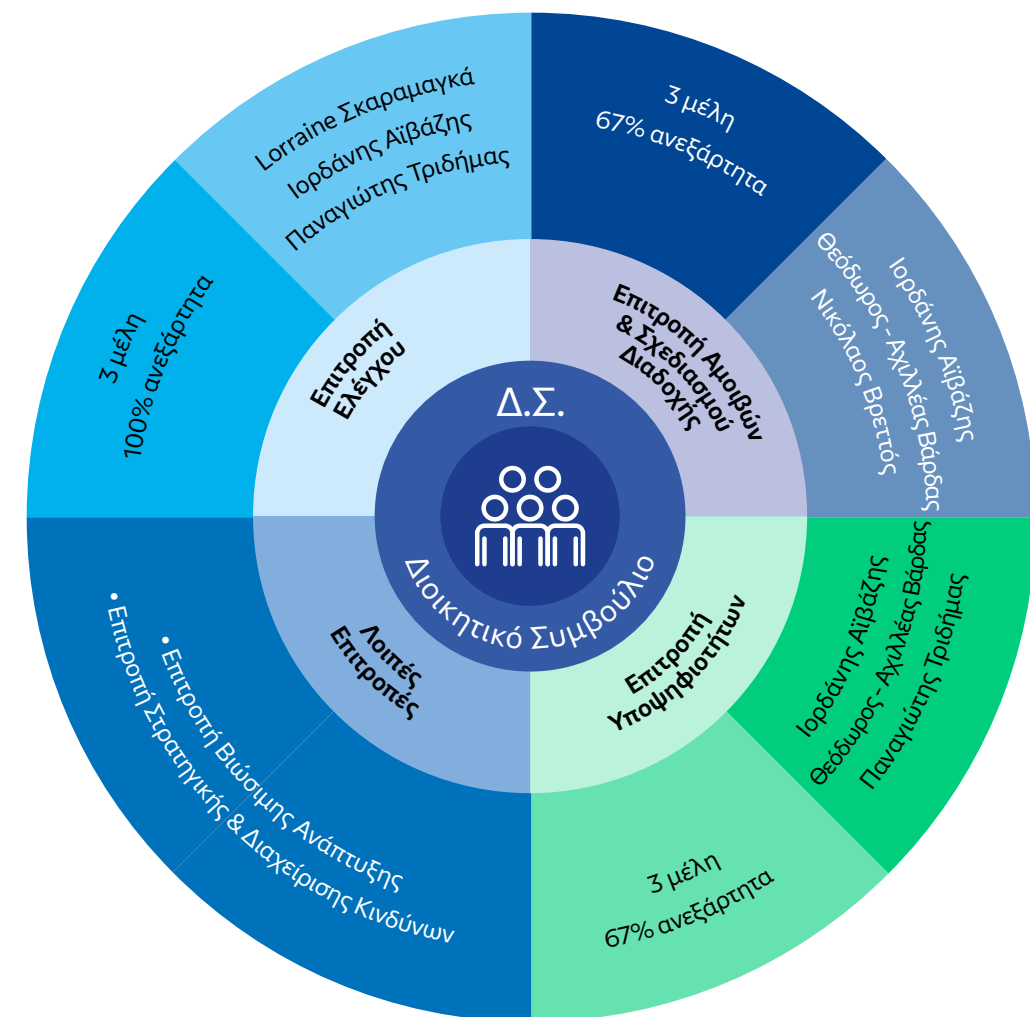 Δ.Σ.
Διοικητικό Συμβούλιο
Επιτροπή
Ελέγχου
Lorraine Σκαραμαγκά
Ιορδάνης Αϊβάζης
Παναγιώτης Τριδήμας
3 μέλη
100% ανεξάρτητα
Επιτροπή Αμοιβών
& Σχεδιασμού
Διαδοχής
3 μέλη
67% ανεξάρτητα
Ιορδάνης Αϊβάζης
Θεόδωρος - Αχιλλέας Βάρδας
Νικόλαος Βρεττός
Επιτροπή
Υποψηφιοτήτων
Ιορδάνης Αϊβάζης
Θεόδωρος - Αχιλλέας Βάρδας
Παναγιώτης Τριδήμας
3 μέλη
67% ανεξάρτητα
Λοιπές
Επιτροπές
• Επιτροπή Βιώσιμης Ανάπτυξης
• Επιτροπή Στρατηγικής & Διαχείρισης Κινδύνων